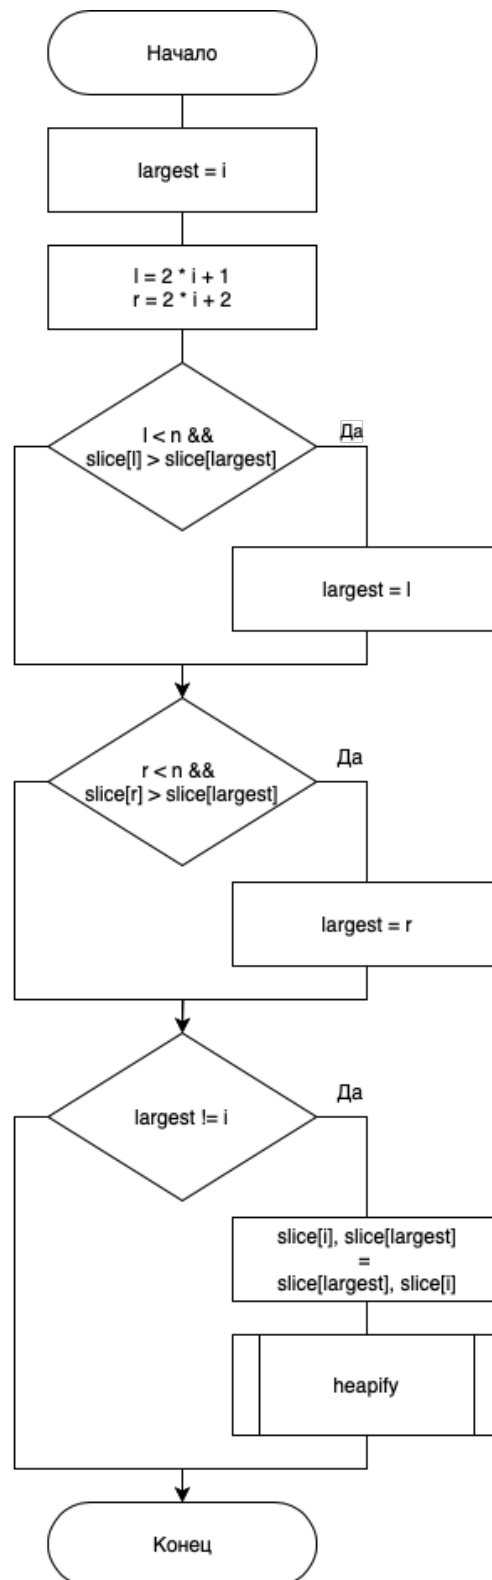 Начало
largest = i
l = 2 * i + 1
r = 2 * i + 2
l < n &&
slice[l] > slice[largest]
Да
largest = l
r < n &&
slice[r] > slice[largest]
Да
largest = r
largest != i
Да
slice[i], slice[largest]
=
slice[largest], slice[i]
heapify
Конец